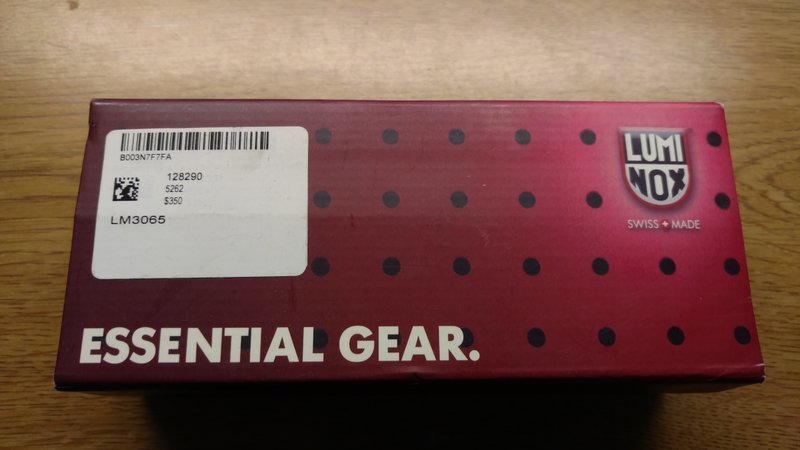 B003N7F7FA
128290
5262
$350
LM3065
LUMI
NOX
SWISS MADE
ESSENTIAL GEAR.